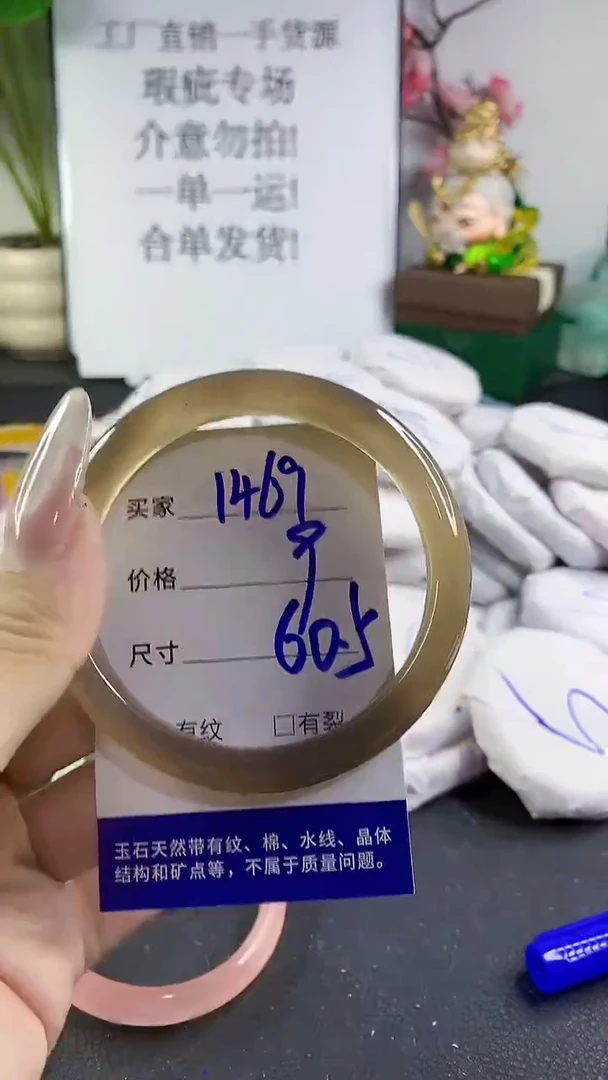 工厂直销一手货源
瑕疵专场
介意勿拍!
一单一运!
合单发货!
买家 1469
价格
尺寸 60.5
有纹 □有裂
玉石天然带有纹、棉、水线、晶体
结构和矿点等，不属于质量问题。